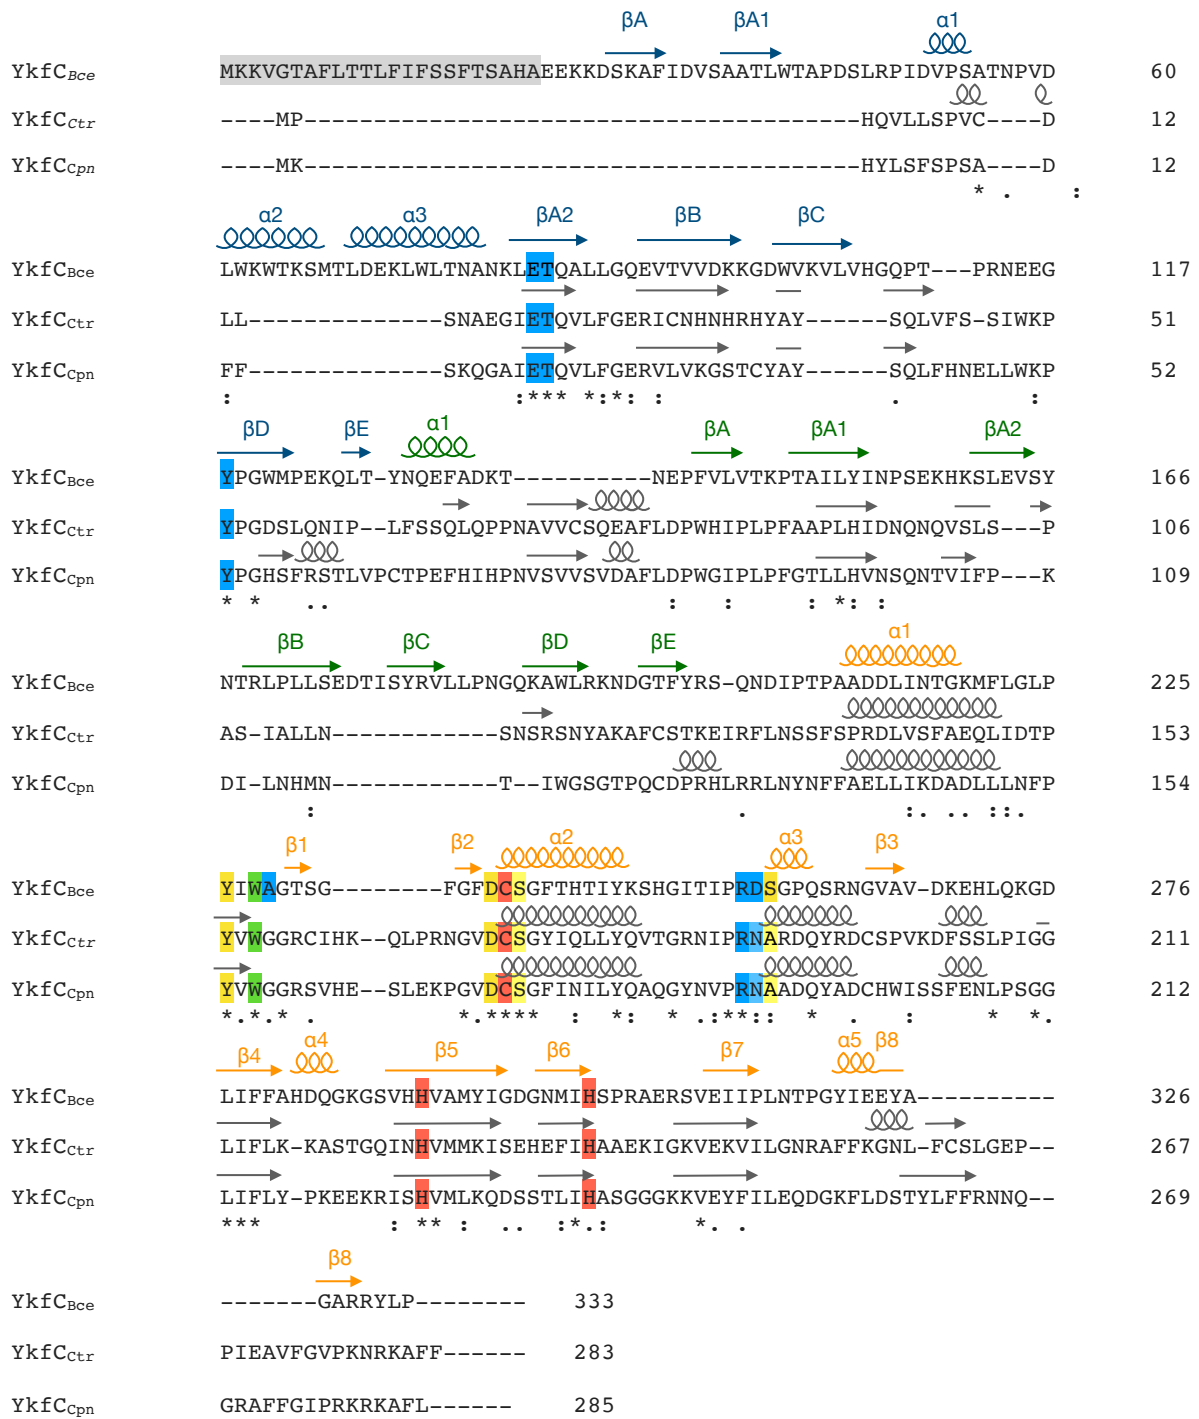 βA βA1 α1
YkfCBce MKKVGTAFLTTLFIFSSFTSAHAEEKKDSKAFIDVSAATLWTAPDSLRPIDVPSATNPVD 60
YkfCCtr ----MP----------------------------------------HQVLLSPVC----D 12
YkfCCpn ----MK----------------------------------------HYLSFSPSA----D 12
* . :
α2 α3 βA2 βB βC
YkfCBce LWKWTKSMTLDEKLWLTNANKLETQALLGQEVTVVDKKGDWVKVLVHGQPT---PRNEEG 117
YkfCCtr LL--------------SNAEGIETQVLFGERICNHNHRHYAY------SQLVFS-SIWKP 51
YkfCCpn FF--------------SKQGAIETQVLFGERVLVKGSTCYAY------SQLFHNELLWKP 52
: :*** *:*: : . :
βD βE α1 βA βA1 βA2
YkfCBce YPGWMPEKQLT-YNQEFADKT----------NEPFVLVTKPTAILYINPSEKHKSLEVSY 166
YkfCCtr YPGDSLQNIP--LFSSQLQPPNAVVCSQEAFLDPWHIPLPFAAPLHIDNQNQVSLS---P 106
YkfCCpn YPGHSFRSTLVPCTPEFHIHPNVSVVSVDAFLDPWGIPLPFGTLLHVNSQNTVIFP---K 109
* * .. : : : *: :
βB βC βD βE α1
YkfCBce NTRLPLLSEDTISYRVLLPNGQKAWLRKNDGTFYRS-QNDIPTPAADDLINTGKMFLGLP 225
YkfCCtr AS-IALLN------------SNSRSNYAKAFCSTKEIRFLNSSFSPRDLVSFAEQLIDTP 153
YkfCCpn DI-LNHMN------------T--IWGSGTPQCDPRHLRRLNYNFFAELLIKDADLLLNFP 154
: . :. .. ::.
β1 β2 α2 α3 β3
YkfCBce YIWAGTSG---------FGFDCSGFTHTIYKSHGITIPRDSGPQSRNGVAV-DKEHLQKGD 276
YkfCCtr YVWGGRCIHK--QLPRNGVDCSGYIQLLYQVTGRNIPRNARDQYRDCSPVKDFSSLPIGG 211
YkfCCpn YVWGGRSVHE--SLEKPGVDCSGFINILYQAQGYNVPRNAADQYADCHWISSFENLPSGG 212
*.*.* . *.**** : *: *  .:**:: * . : * *.
β4 α4 β5 β6 β7 α5 β8
YkfCBce LIFFAHDQGKGSVHHVAMYIGDGNMIHSPRAERSVEIIPLNTPGYIEEYA---------- 326
YkfCCtr LIFLK-KASTGQINHVMMKISEHEFIHAAEKIGKVEKVILGNRAFFKGNL-FCSLGEP-- 267
YkfCCpn LIFLY-PKEEKRISHVMLKQDSSTLIHASGGGKKVEYFILEQDGKFLDSTYLFFRNNQ-- 269
*** : ** : .. :*.: *. .
β8
YkfCBce -------GARRYLP-------- 333
YkfCCtr PIEAVFGVPKNRKAFF------ 283
YkfCCpn GRAFFGIPRKRKAFL------ 285